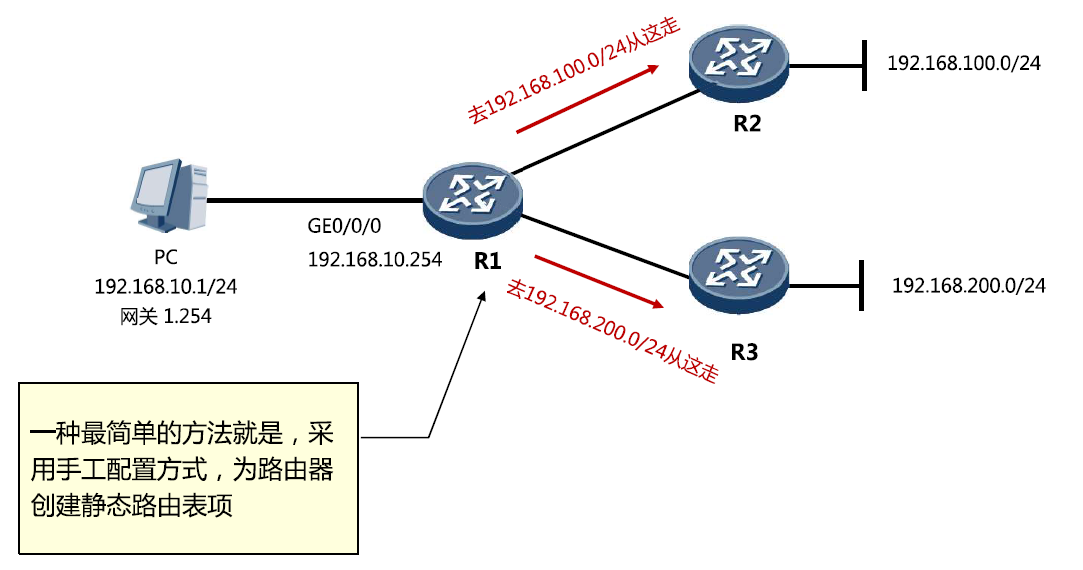 去192.168.100.0/24从这走
192.168.100.0/24
R2
GE0/0/0
192.168.10.254
R1
PC
192.168.10.1/24
网关 1.254
去192.168.200.0/24从这走
192.168.200.0/24
R3
一种最简单的方法就是，采
用手工配置方式，为路由器
创建静态路由表项